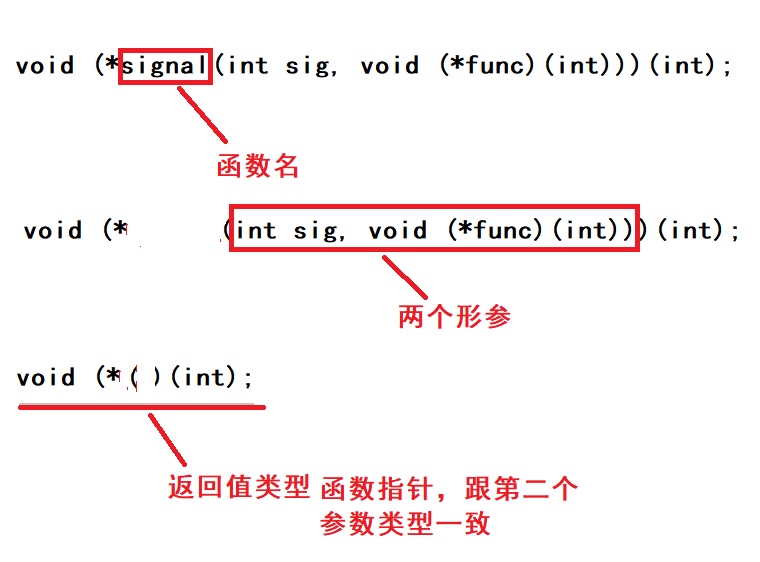 void (*signal(int sig, void (*func)(int)))(int);
函数名
void (* (int sig, void (*func)(int)))(int);
两个形参
void (*( )(int);
返回值类型 函数指针，跟第二个
参数类型一致